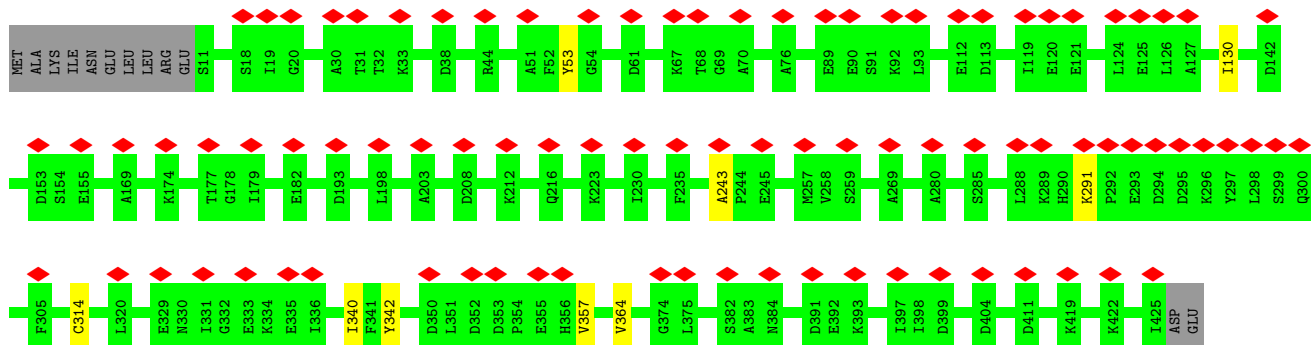 MET ALA LYS ILE ASN GLU LEU LEU ARG GLU S11 S18 I19 G20 A30 T31 T32 K33 D38 R44 A51 F52 Y53 G54 D61 K67 T68 G69 A70 A76 E89 E90 S91 K92 L93 E112 D113 I119 E120 E121 L124 E125 L126 A127 I130 D142
D153 S154 E155 A169 K174 T177 G178 I179 E182 D193 L198 A203 D208 K212 Q216 K223 I230 F235 A243 P244 E245 M257 V258 S259 A269 A280 S285 L288 K289 H290 K291 P292 E293 D294 D295 K296 Y297 L298 S299 Q300
F305 C314 L320 E329 N330 I331 G332 E333 K334 E335 I336 I340 F341 Y342 D350 L351 D352 D353 P354 E355 H356 V357 V364 G374 L375 S382 A383 N384 D391 E392 K393 I397 I398 D399 D404 D411 K419 K422 I425 ASP GLU